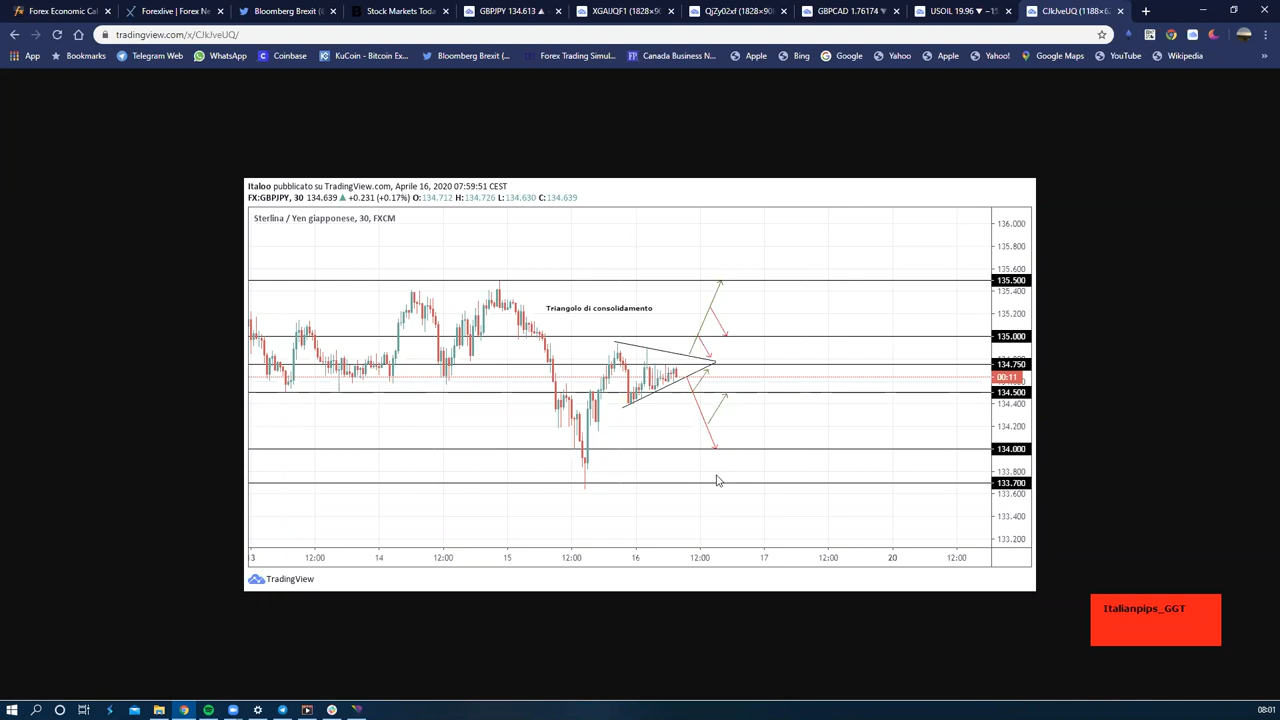 Forex Economic Cal
Forexlive | Forex Ne
Bloomberg Brexit (
Stock Markets Toda
GBPJPY 134.613 ▲
XGAUQF1 (1828×90
QjZy02xf (1828×908
GBPCAD 1.76174 ▼
USOIL 19.96 ▼ −15
CJkJveUQ (1188×62
tradingview.com/x/CJkJveUQ/
App
Bookmarks
Telegram Web
WhatsApp
Coinbase
KuCoin - Bitcoin Ex...
Bloomberg Brexit (...
Forex Trading Simul...
Canada Business N...
Apple
Bing
Google
Yahoo
Apple
Yahoo!
Google Maps
YouTube
Wikipedia
Italoo pubblicato su TradingView.com, Aprile 16, 2020 07:59:51 CEST
FX:GBPJPY, 30 134.639 ▲ +0.231 (+0.17%) O:134.712 H:134.726 L:134.630 C:134.639
Sterlina / Yen giapponese, 30, FXCM
136.000
135.800
135.600
135.500
135.400
135.200
135.000
134.750
00:11
134.500
134.400
134.200
134.000
133.800
133.700
133.600
133.400
133.200
Triangolo di consolidamento
12:00
14
12:00
15
12:00
16
12:00
17
12:00
20
12:00
TradingView
Italianpips_GGT
08:01